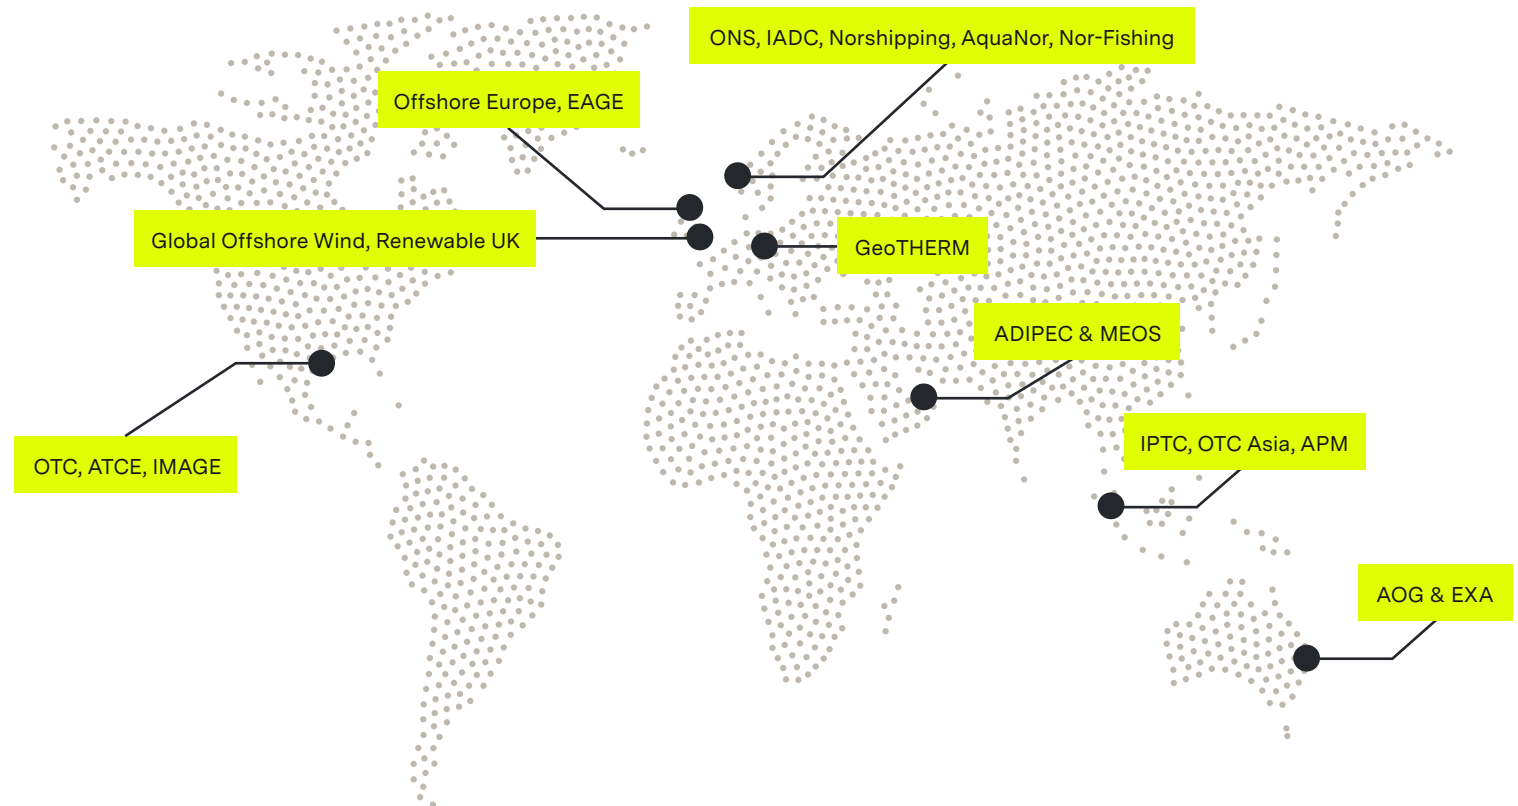 ONS, IADC, Norshipping, AquaNor, Nor-Fishing
Offshore Europe, EAGE
Global Offshore Wind, Renewable UK
GeoTHERM
ADIPEC & MEOS
IPTC, OTC Asia, APM
OTC, ATCE, IMAGE
AOG & EXA